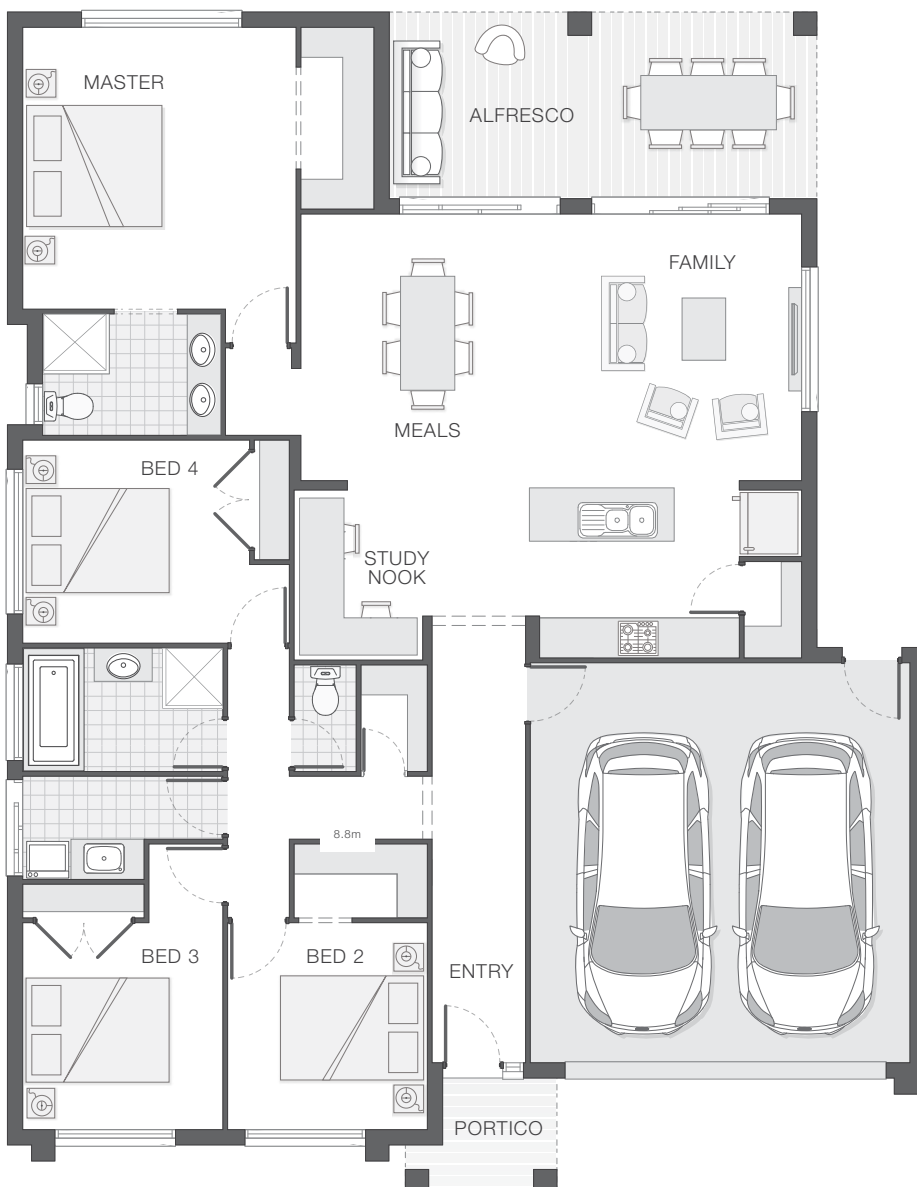 MASTER
ALFRESCO
FAMILY
MEALS
BED 4
STUDY
NOOK
8.8m
BED 3
BED 2
ENTRY
PORTICO